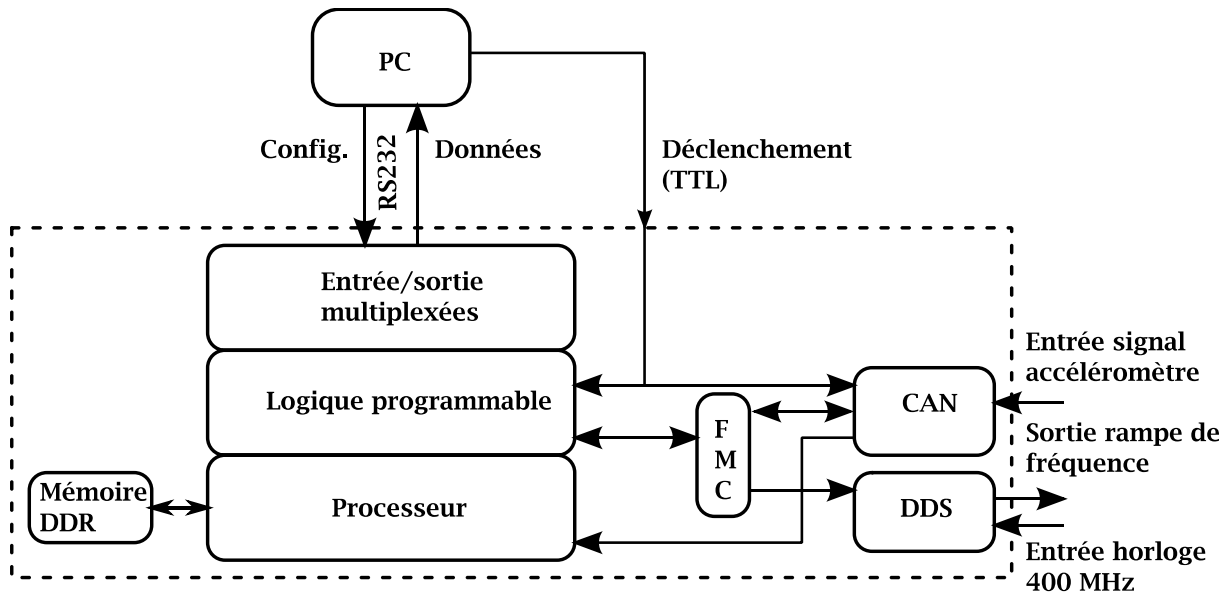 PC
Config.
RS232
Données
Déclenchement
(TTL)
Entrée/sortie
multiplexées
Logique programmable
Processeur
Mémoire
DDR
F
M
C
CAN
DDS
Entrée signal
accéléromètre
Sortie rampe de
fréquence
Entrée horloge
400 MHz